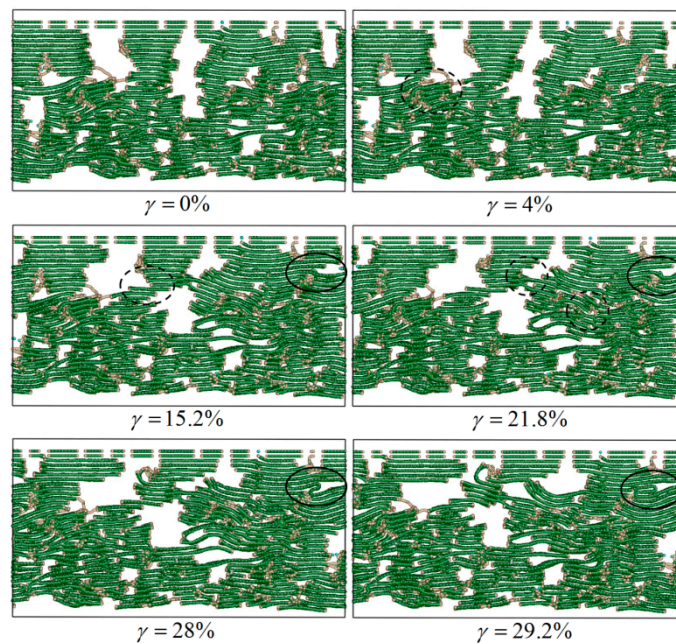 γ = 0%
γ = 4%
γ = 15.2%
γ = 21.8%
γ = 28%
γ = 29.2%